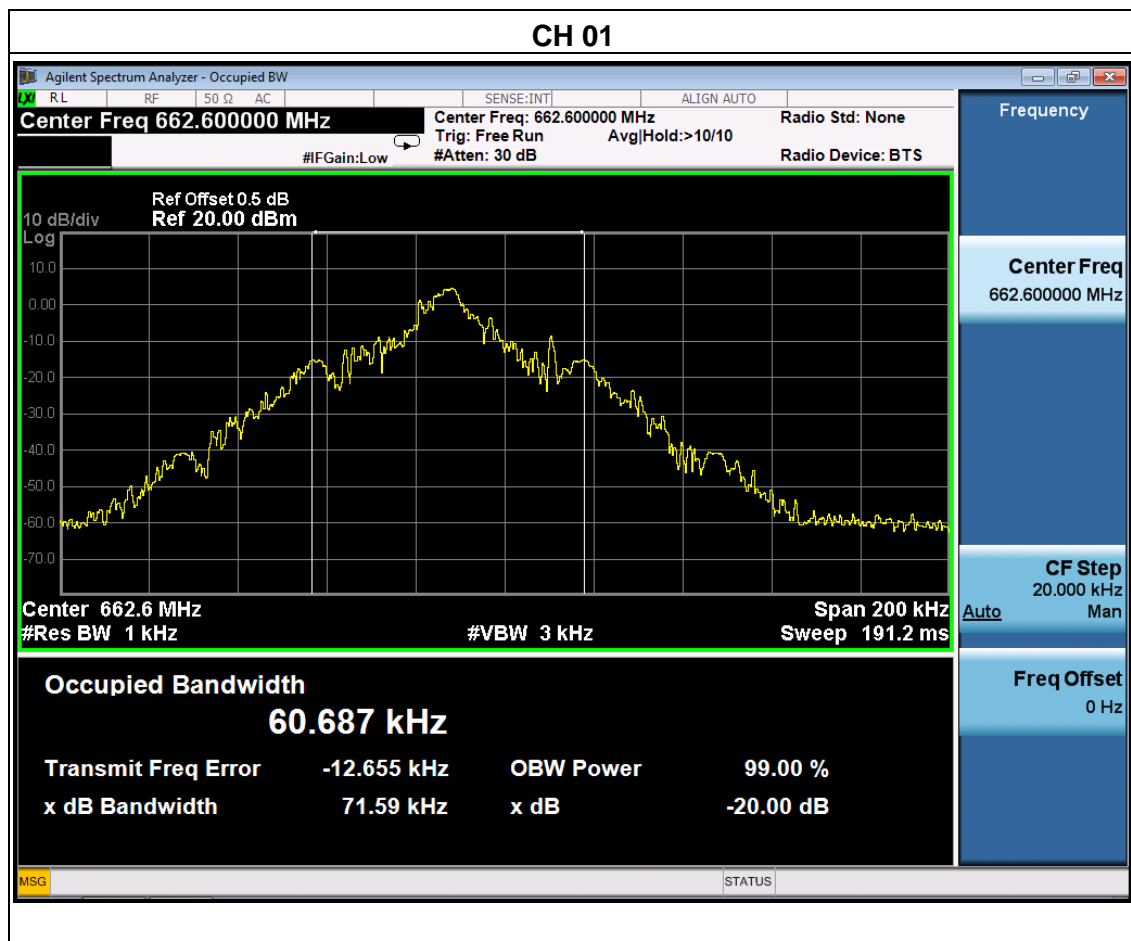 CH 01
Agilent Spectrum Analyzer - Occupied BW
LXI RL RF 50 Ω AC SENSE:INT ALIGN AUTO
Center Freq 662.600000 MHz
Center Freq: 662.600000 MHz
Radio Std: None
Trig: Free Run Avg|Hold:>10/10
#IFGain:Low #Atten: 30 dB Radio Device: BTS
Ref Offset 0.5 dB
10 dB/div Ref 20.00 dBm
Log
10.0
0.00
-10.0
-20.0
-30.0
-40.0
-50.0
-60.0
-70.0
Center 662.6 MHz Span 200 kHz
#Res BW 1 kHz #VBW 3 kHz Sweep 191.2 ms
Occupied Bandwidth
60.687 kHz
Transmit Freq Error -12.655 kHz OBW Power 99.00 %
x dB Bandwidth 71.59 kHz x dB -20.00 dB
MSG STATUS
Frequency
Center Freq
662.600000 MHz
CF Step
20.000 kHz
Auto Man
Freq Offset
0 Hz